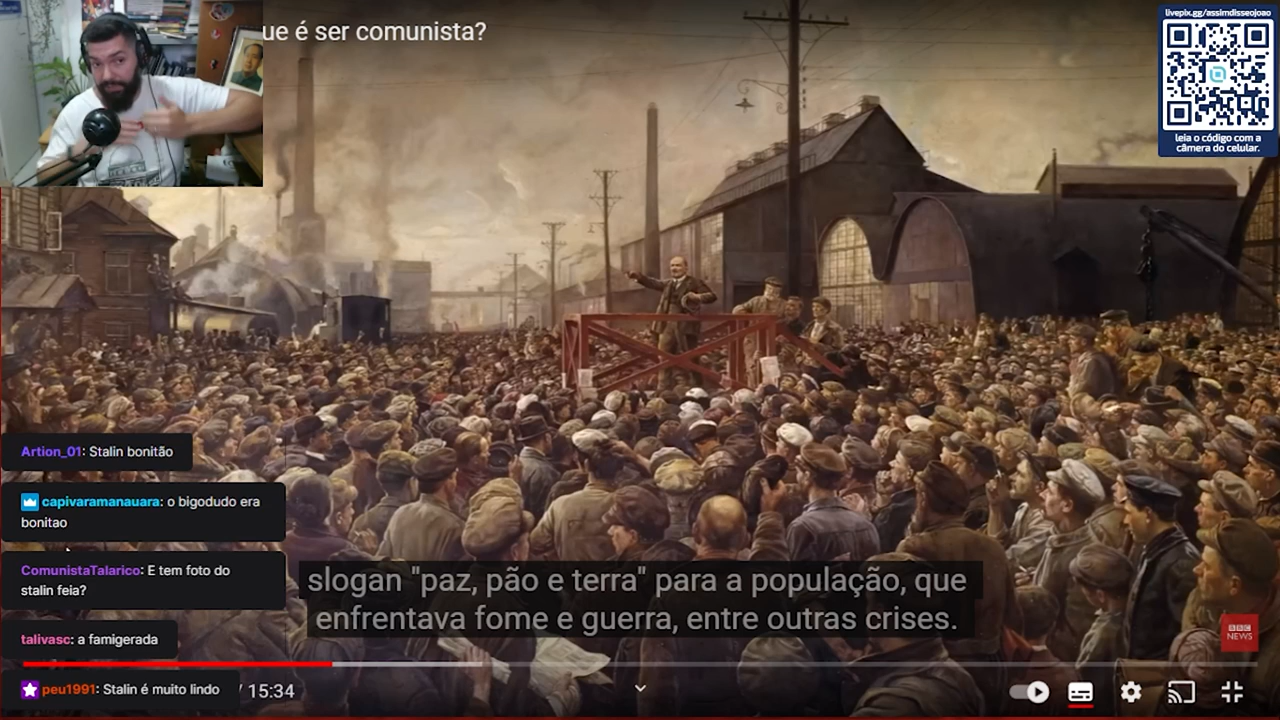 ue é ser comunista?
livepix.gg/assimdisseojoao
leia o código com a
câmera do celular.
Artion_01: Stalin bonitão
capivaramanauara: o bigodudo era
bonitao
ComunistaTalarico: E tem foto do
stalin feia?
slogan "paz, pão e terra" para a população, que
enfrentava fome e guerra, entre outras crises.
talivasc: a famigerada
BBC
NEWS
peu1991: Stalin é muito lindo
/ 15:34